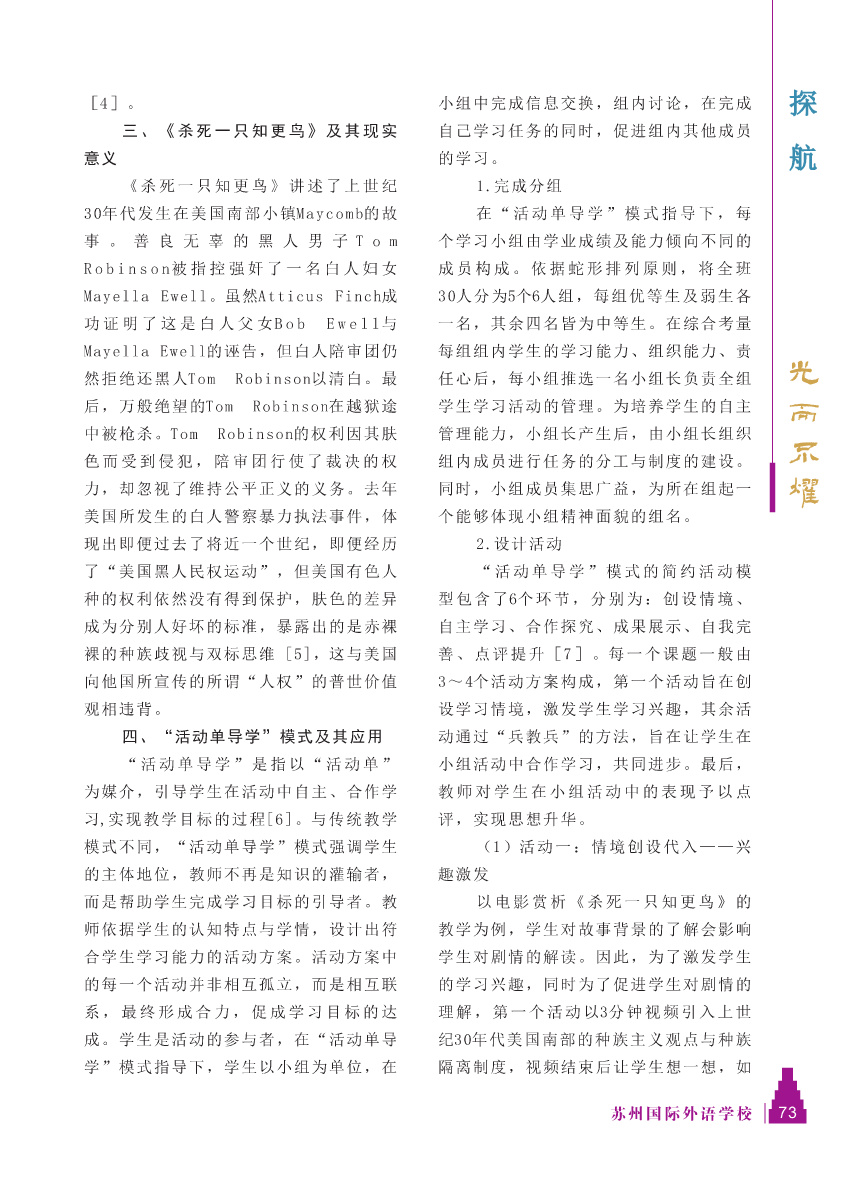 ［4］。
三、《杀死一只知更鸟》及其现实
意义
《杀死一只知更鸟》讲述了上世纪
30年代发生在美国南部小镇Maycomb的故
事。善良无辜的黑人男子Tom
Robinson被指控强奸了一名白人妇女
Mayella Ewell。虽然Atticus Finch成
功证明了这是白人父女Bob Ewell与
Mayella Ewell的诬告，但白人陪审团仍
然拒绝还黑人Tom Robinson以清白。最
后，万般绝望的Tom Robinson在越狱途
中被枪杀。Tom Robinson的权利因其肤
色而受到侵犯，陪审团行使了裁决的权
力，却忽视了维持公平正义的义务。去年
美国所发生的白人警察暴力执法事件，体
现出即便过去了将近一个世纪，即便经历
了“美国黑人民权运动”，但美国有色人
种的权利依然没有得到保护，肤色的差异
成为分别人好坏的标准，暴露出的是赤裸
裸的种族歧视与双标思维［5］，这与美国
向他国所宣传的所谓“人权”的普世价值
观相违背。
四、“活动单导学”模式及其应用
“活动单导学”是指以“活动单”
为媒介，引导学生在活动中自主、合作学
习,实现教学目标的过程[6]。与传统教学
模式不同，“活动单导学”模式强调学生
的主体地位，教师不再是知识的灌输者，
而是帮助学生完成学习目标的引导者。教
师依据学生的认知特点与学情，设计出符
合学生学习能力的活动方案。活动方案中
的每一个活动并非相互孤立，而是相互联
系，最终形成合力，促成学习目标的达
成。学生是活动的参与者，在“活动单导
学”模式指导下，学生以小组为单位，在
小组中完成信息交换，组内讨论，在完成
自己学习任务的同时，促进组内其他成员
的学习。
1.完成分组
在“活动单导学”模式指导下，每
个学习小组由学业成绩及能力倾向不同的
成员构成。依据蛇形排列原则，将全班
30人分为5个6人组，每组优等生及弱生各
一名，其余四名皆为中等生。在综合考量
每组组内学生的学习能力、组织能力、责
任心后，每小组推选一名小组长负责全组
学生学习活动的管理。为培养学生的自主
管理能力，小组长产生后，由小组长组织
组内成员进行任务的分工与制度的建设。
同时，小组成员集思广益，为所在组起一
个能够体现小组精神面貌的组名。
2.设计活动
“活动单导学”模式的简约活动模
型包含了6个环节，分别为：创设情境、
自主学习、合作探究、成果展示、自我完
善、点评提升［7］。每一个课题一般由
3～4个活动方案构成，第一个活动旨在创
设学习情境，激发学生学习兴趣，其余活
动通过“兵教兵”的方法，旨在让学生在
小组活动中合作学习，共同进步。最后，
教师对学生在小组活动中的表现予以点
评，实现思想升华。
（1）活动一：情境创设代入——兴
趣激发
以电影赏析《杀死一只知更鸟》的
教学为例，学生对故事背景的了解会影响
学生对剧情的解读。因此，为了激发学生
的学习兴趣，同时为了促进学生对剧情的
理解，第一个活动以3分钟视频引入上世
纪30年代美国南部的种族主义观点与种族
隔离制度，视频结束后让学生想一想，如
探航
光而不耀
苏州国际外语学校 73